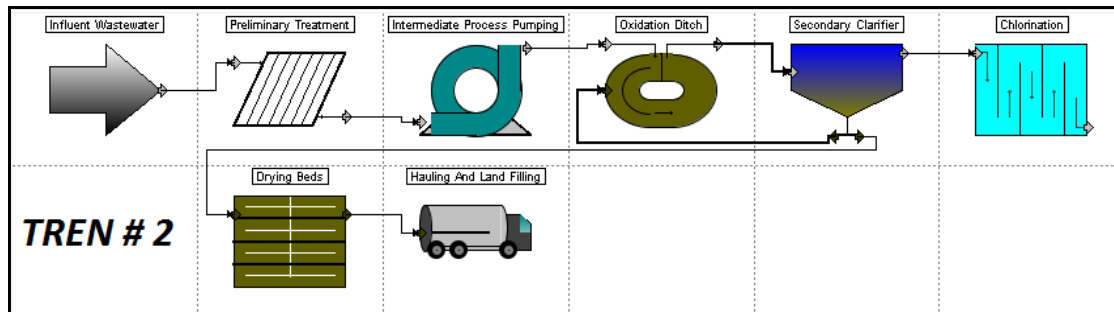 Influent Wastewater
Preliminary Treatment
Intermediate Process Pumping
Oxidation Ditch
Secondary Clarifier
Chlorination
Drying Beds
Hauling And Land Filling
TREN # 2